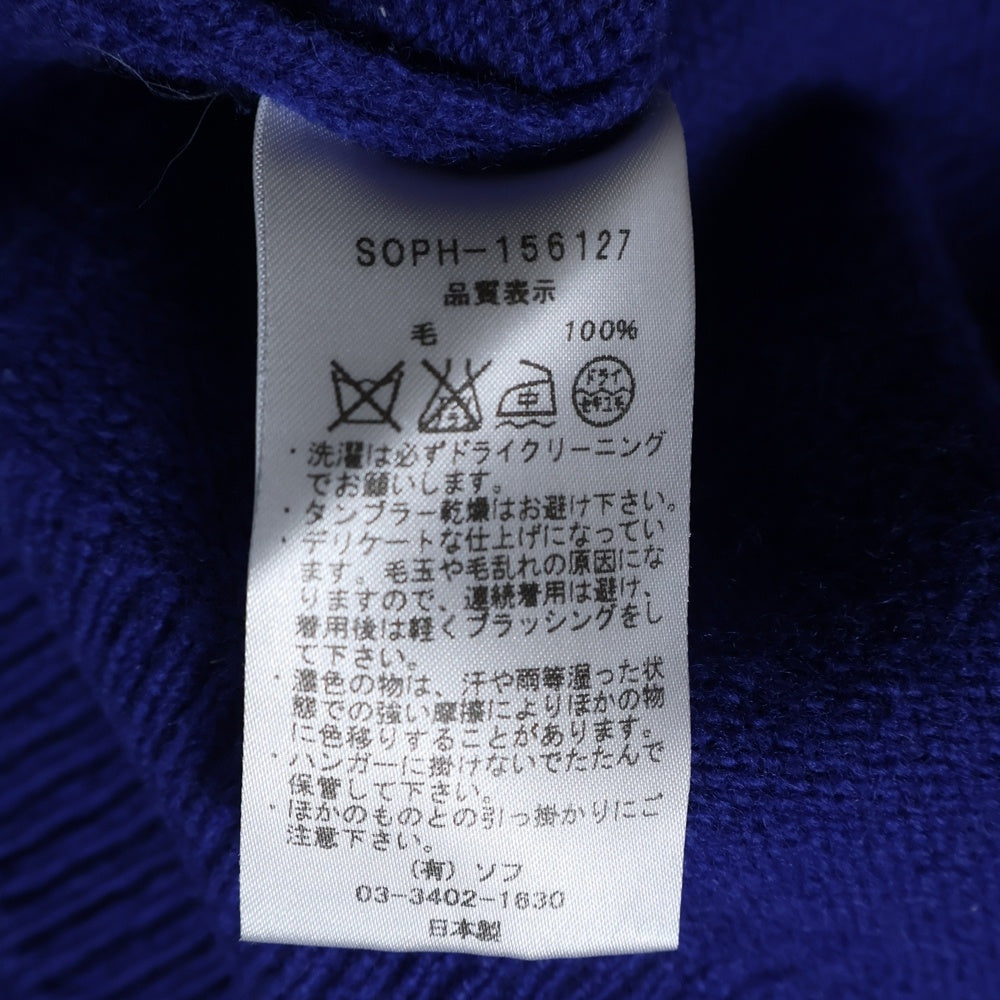 SOPH-156127
品質表示
毛 100%
ドライ
セキユ系
・洗濯は必ずドライクリーニング
でお願いします。
・タンブラー乾燥はお避け下さい。
・デリケートな仕上げになってい
ます。毛玉や毛乱れの原因にな
りますので、連続着用は避け、
着用後は軽くブラッシングをし
て下さい。
・濃色の物は、汗や雨等湿った状
態での強い摩擦によりほかの物
に色移りすることがあります。
・ハンガーに掛けないでたたんで
保管して下さい。
・ほかのものとの引っ掛かりにご
注意下さい。
(有)ソフ
03-3402-1630
日本製